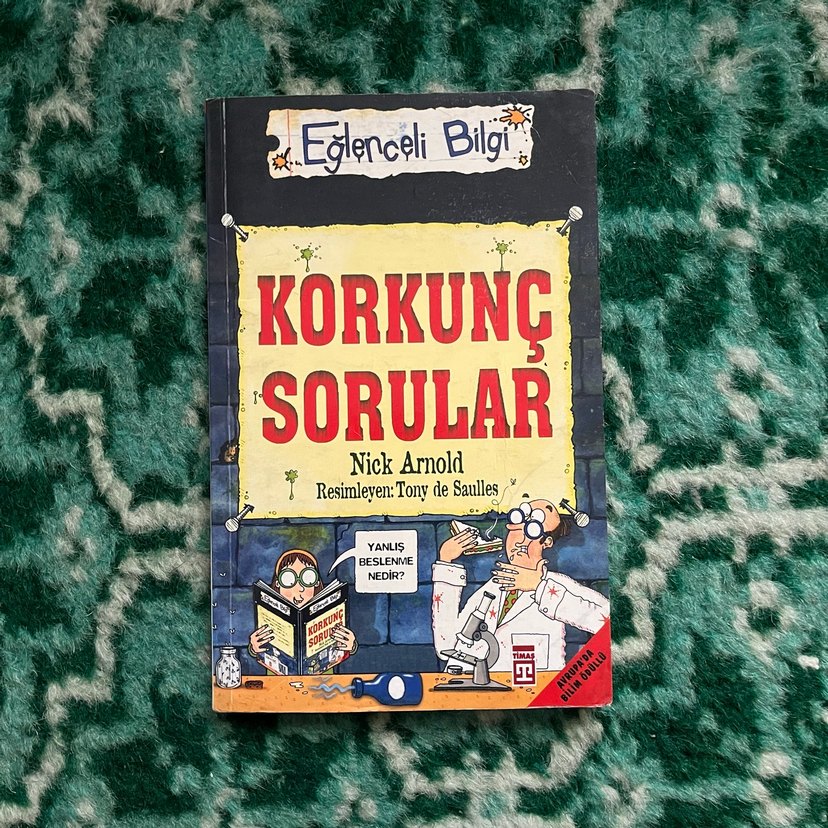 Eğlenceli Bilgi
KORKUNÇ
SORULAR
Nick Arnold
Resimleyen: Tony de Saulles
YANLIŞ
BESLENME
NEDİR?
KORKUNÇ
SORULAR
TİMAŞ
AVRUPA'DA
BİLİM ÖDÜLLÜ